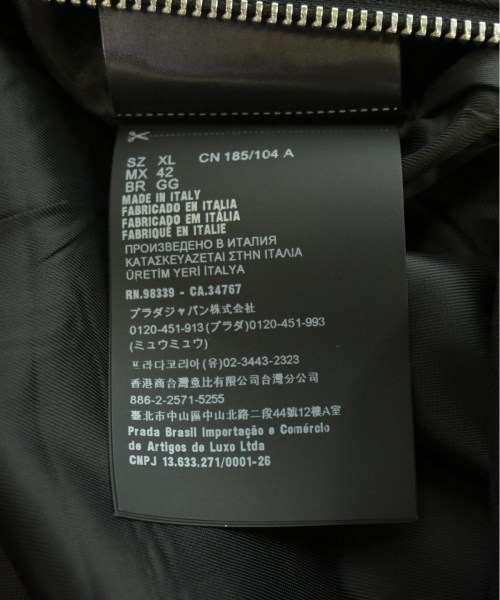 SZ XL CN 185/104 A
MX 42
BR GG
MADE IN ITALY
FABRICADO EN ITALIA
FABRICADO EM ITÁLIA
FABRIQUÉ EN ITALIE
ПРОИЗВЕДЕНО В ИТАЛИЯ
ΚΑΤΑΣΚΕΥΑΖΕΤΑΙ ΣΤΗΝ ΙΤΑΛΙΑ
ÜRETİM YERİ İTALYA
RN.98339 - CA.34767
プラダジャパン株式会社
0120-451-913(プラダ)0120-451-993
(ミュウミュウ)
프라다코리아(유)02-3443-2323
香港商台灣意比有限公司台灣分公司
886-2-2571-5255
臺北市中山區中山北路二段44號12樓A室
Prada Brasil Importação e Comércio
de Artigos de Luxo Ltda
CNPJ 13.633.271/0001-26